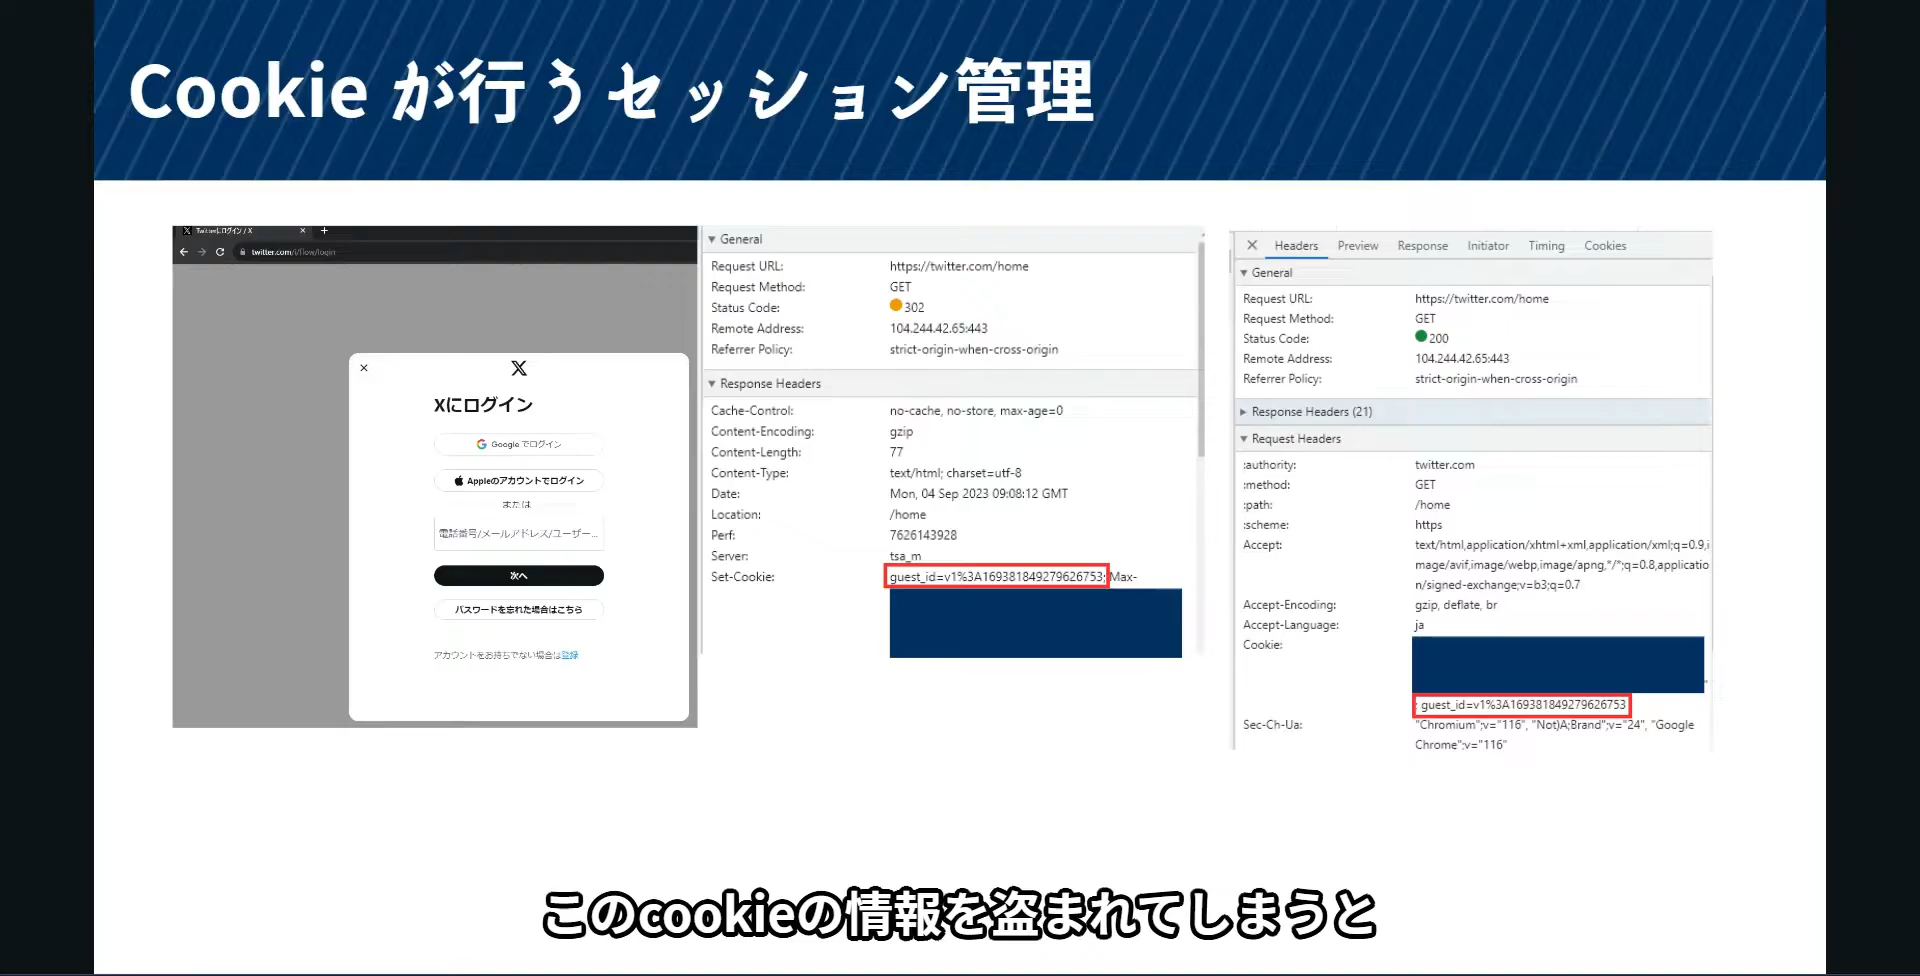 Cookie が行うセッション管理
Twitterにログイン / X
twitter.com/i/flow/login
Xにログイン
Google でログイン
Appleのアカウントでログイン
または
電話番号/メールアドレス/ユーザー...
次へ
パスワードを忘れた場合はこちら
アカウントをお持ちでない場合は登録
General
Request URL: https://twitter.com/home
Request Method: GET
Status Code: 302
Remote Address: 104.244.42.65:443
Referrer Policy: strict-origin-when-cross-origin
Response Headers
Cache-Control: no-cache, no-store, max-age=0
Content-Encoding: gzip
Content-Length: 77
Content-Type: text/html; charset=utf-8
Date: Mon, 04 Sep 2023 09:08:12 GMT
Location: /home
Perf: 7626143928
Server: tsa_m
Set-Cookie: guest_id=v1%3A169381849279626753; Max-
Headers Preview Response Initiator Timing Cookies
General
Request URL: https://twitter.com/home
Request Method: GET
Status Code: 200
Remote Address: 104.244.42.65:443
Referrer Policy: strict-origin-when-cross-origin
Response Headers (21)
Request Headers
:authority: twitter.com
:method: GET
:path: /home
:scheme: https
Accept: text/html,application/xhtml+xml,application/xml;q=0.9,i
mage/avif,image/webp,image/apng,*/*;q=0.8,applicatio
n/signed-exchange;v=b3;q=0.7
Accept-Encoding: gzip, deflate, br
Accept-Language: ja
Cookie:
; guest_id=v1%3A169381849279626753
Sec-Ch-Ua: "Chromium";v="116", "Not)A;Brand";v="24", "Google
Chrome";v="116"
このcookieの情報を盗まれてしまうと